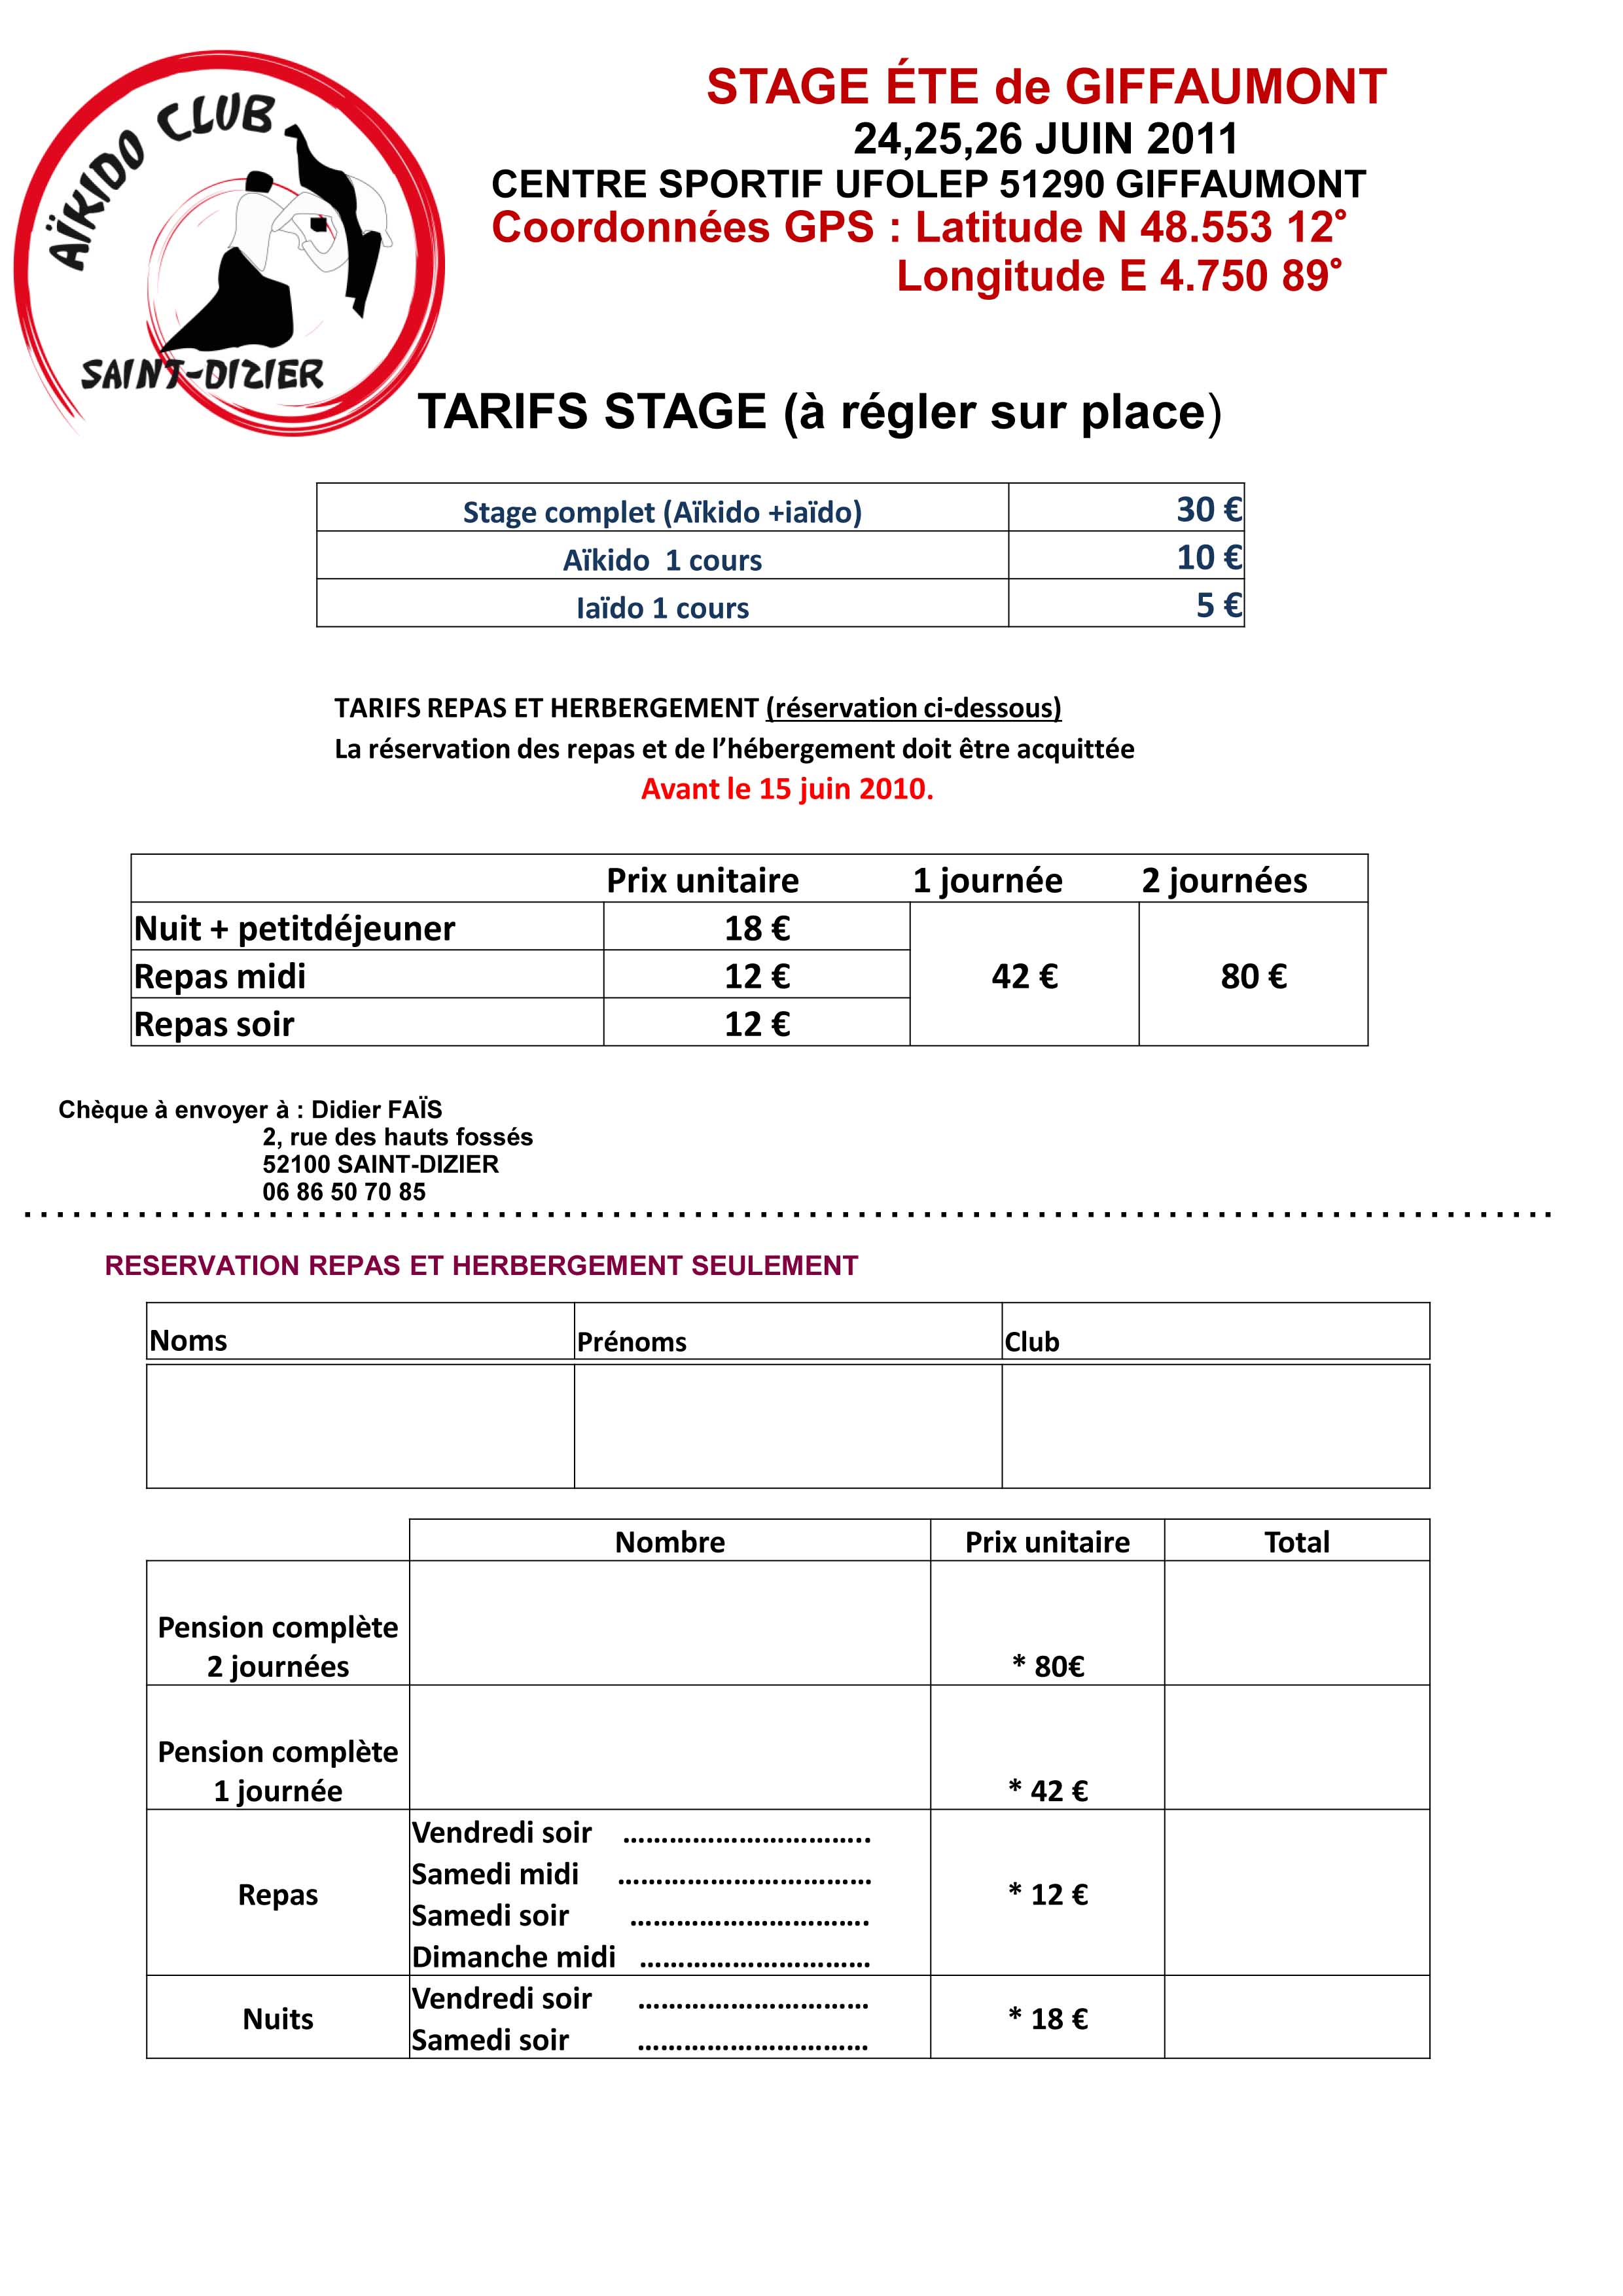 AÏKIDO CLUB
SAINT-DIZIER
STAGE ÉTE de GIFFAUMONT
24,25,26 JUIN 2011
CENTRE SPORTIF UFOLEP 51290 GIFFAUMONT
Coordonnées GPS : Latitude N 48.553 12°
Longitude E 4.750 89°
TARIFS STAGE (à régler sur place)
Stage complet (Aïkido +iaïdo) 30 €
Aïkido 1 cours 10 €
Iaïdo 1 cours 5 €
TARIFS REPAS ET HERBERGEMENT (réservation ci-dessous)
La réservation des repas et de l’hébergement doit être acquittée
Avant le 15 juin 2010.
Prix unitaire 1 journée 2 journées
Nuit + petitdéjeuner 18 €
Repas midi 12 € 42 € 80 €
Repas soir 12 €
Chèque à envoyer à : Didier FAÏS
2, rue des hauts fossés
52100 SAINT-DIZIER
06 86 50 70 85
RESERVATION REPAS ET HERBERGEMENT SEULEMENT
Noms Prénoms Club
Nombre Prix unitaire Total
Pension complète
2 journées * 80€
Pension complète
1 journée * 42 €
Vendredi soir ……………………………
Samedi midi ……………………………
Repas * 12 €
Samedi soir ……………………………
Dimanche midi …………………………
Vendredi soir …………………………
Nuits * 18 €
Samedi soir …………………………